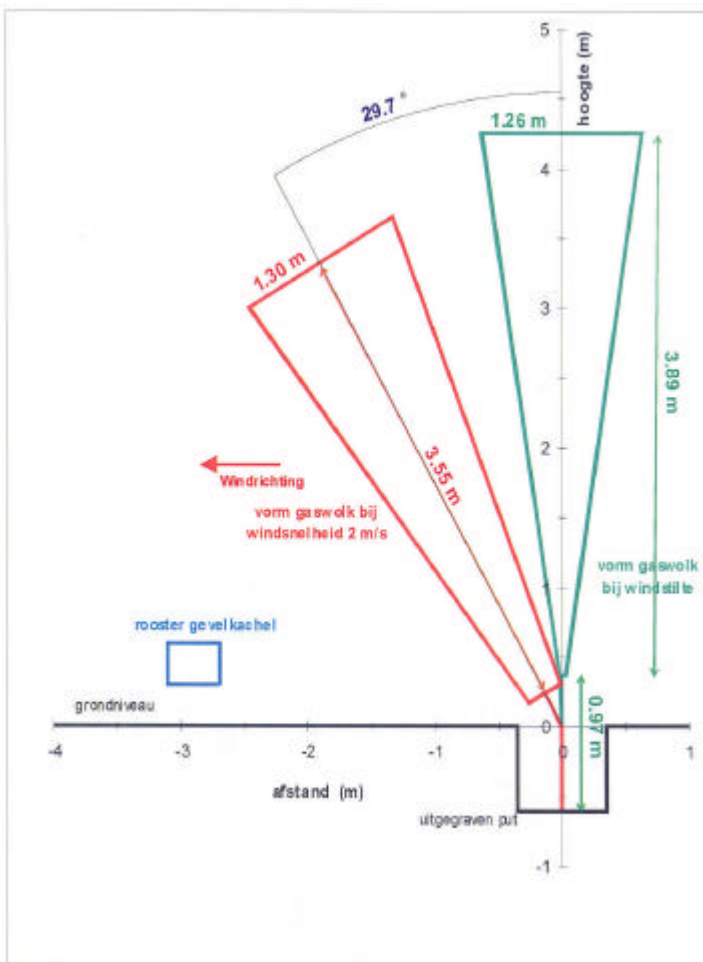 5
hoogte (m)
29.7 °
1.26 m
4
1.30 m
3
3.89 m
3.55 m
2
Windrichting
vorm gaswolk bij
windsnelheid 2 m/s
1
vorm gaswolk
bij windstilte
rooster gevelkachel
grondniveau
0
0.97 m
-4
-3
-2
-1
0
1
afstand (m)
uitgegraven put
-1